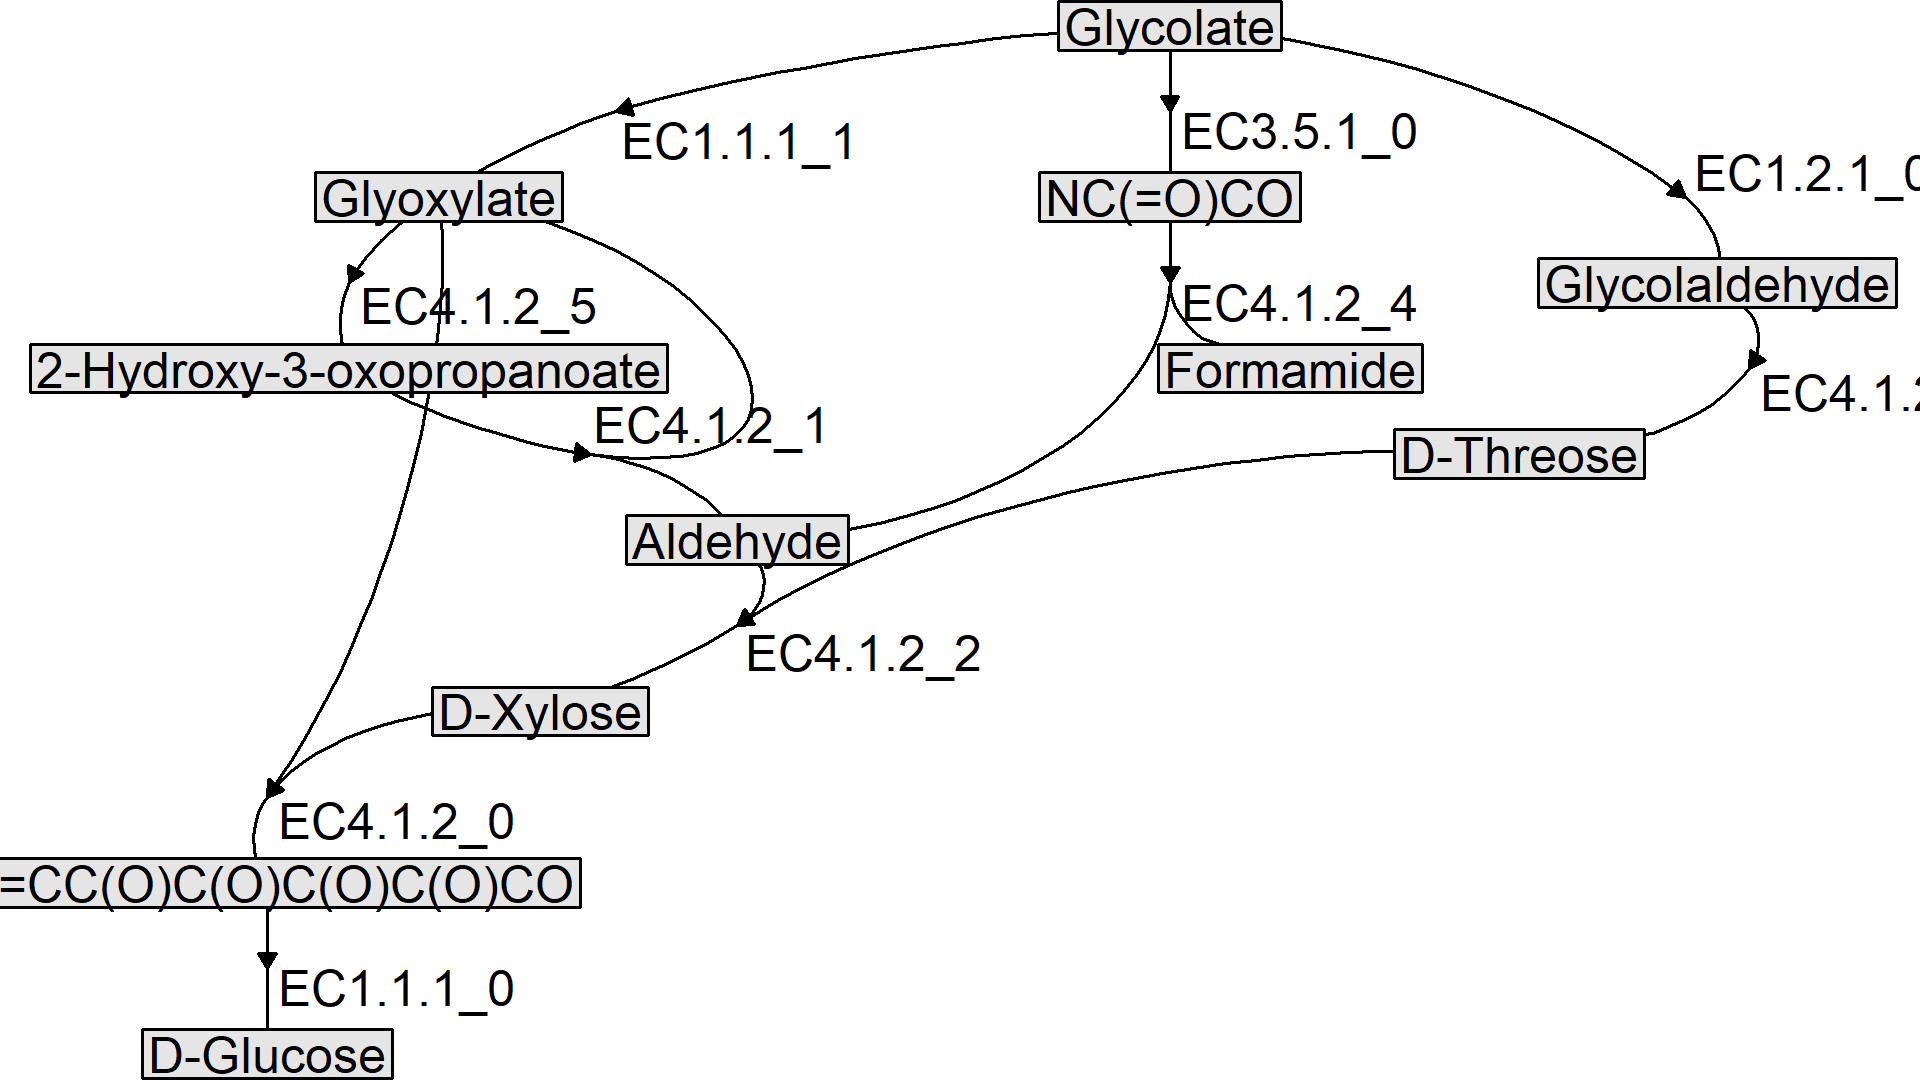 Glycolate
EC1.1.1_1
EC3.5.1_0
EC1.2.1_0
Glyoxylate
NC(=O)CO
Glycolaldehyde
EC4.1.2_5
EC4.1.2_4
2-Hydroxy-3-oxopropanoate
Formamide
EC4.1.2
EC4.1.2_1
D-Threose
Aldehyde
EC4.1.2_2
D-Xylose
EC4.1.2_0
=CC(O)C(O)C(O)C(O)CO
EC1.1.1_0
D-Glucose